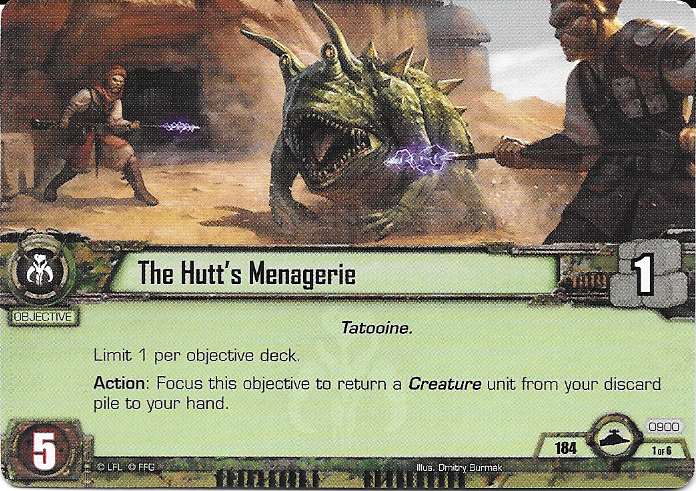 The Hutt's Menagerie
1
OBJECTIVE
Tatooine.
Limit 1 per objective deck.
Action: Focus this objective to return a Creature unit from your discard
pile to your hand.
5
© LFL © FFG
Illus. Dmitry Burmak
184
0900
1 OF 6